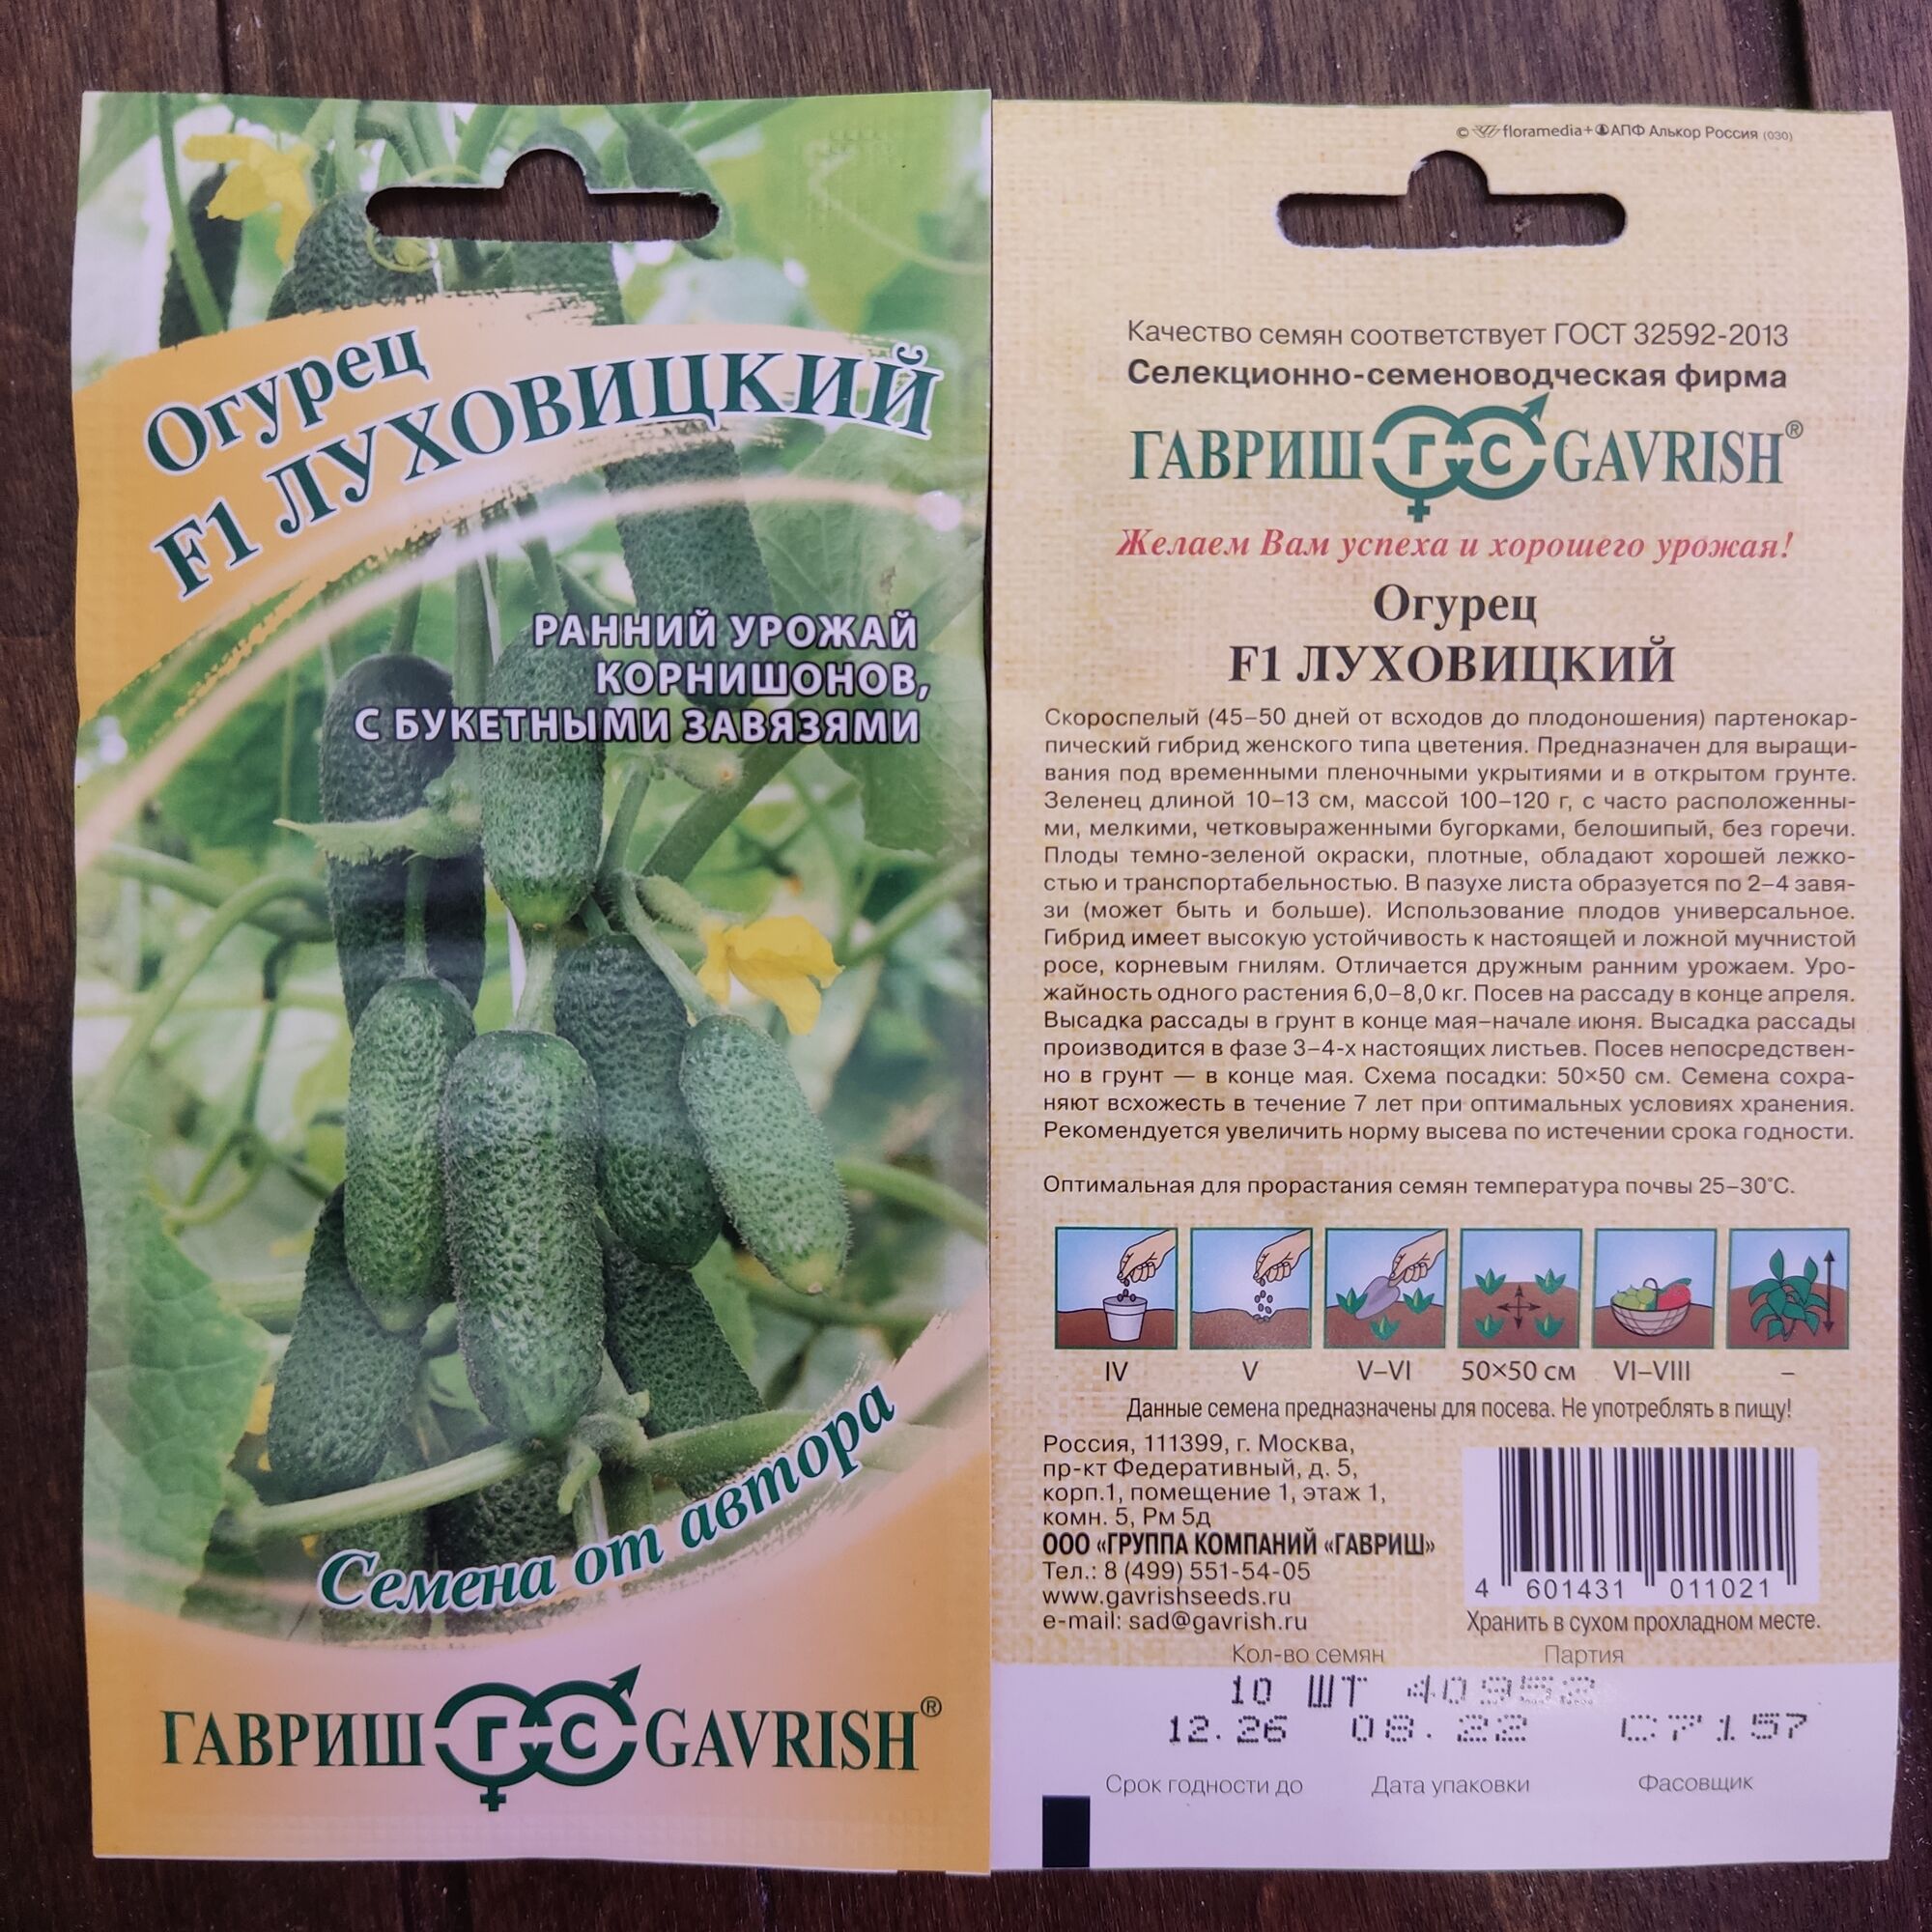 Огурец
F1 ЛУХОВИЦКИЙ
РАННИЙ УРОЖАЙ
КОРНИШОНОВ,
С БУКЕТНЫМИ ЗАВЯЗЯМИ
Семена от автора
ГАВРИШ ГС GAVRISH®
© floramedia+ АПФ Алькор Россия (030)
Качество семян соответствует ГОСТ 32592-2013
Селекционно-семеноводческая фирма
ГАВРИШ ГС GAVRISH®
Желаем Вам успеха и хорошего урожая!
Огурец
F1 ЛУХОВИЦКИЙ
Скороспелый (45–50 дней от всходов до плодоношения) партенокар-
пический гибрид женского типа цветения. Предназначен для выращи-
вания под временными пленочными укрытиями и в открытом грунте.
Зеленец длиной 10–13 см, массой 100–120 г, с часто расположенны-
ми, мелкими, четковыраженными бугорками, белошипый, без горечи.
Плоды темно-зеленой окраски, плотные, обладают хорошей лежко-
стью и транспортабельностью. В пазухе листа образуется по 2–4 завя-
зи (может быть и больше). Использование плодов универсальное.
Гибрид имеет высокую устойчивость к настоящей и ложной мучнистой
росе, корневым гнилям. Отличается дружным ранним урожаем. Уро-
жайность одного растения 6,0–8,0 кг. Посев на рассаду в конце апреля.
Высадка рассады в грунт в конце мая–начале июня. Высадка рассады
производится в фазе 3–4-х настоящих листьев. Посев непосредствен-
но в грунт — в конце мая. Схема посадки: 50×50 см. Семена сохра-
няют всхожесть в течение 7 лет при оптимальных условиях хранения.
Рекомендуется увеличить норму высева по истечении срока годности.
Оптимальная для прорастания семян температура почвы 25–30°С.
IV V V–VI 50×50 см VI–VIII –
Данные семена предназначены для посева. Не употреблять в пищу!
Россия, 111399, г. Москва,
пр-кт Федеративный, д. 5,
корп.1, помещение 1, этаж 1,
комн. 5, Рм 5д
ООО «ГРУППА КОМПАНИЙ «ГАВРИШ»
Тел.: 8 (499) 551-54-05
www.gavrishseeds.ru
e-mail: sad@gavrish.ru
4 601431 011021
Хранить в сухом прохладном месте.
Кол-во семян Партия
10 ШТ 40952
12.26 08.22 С7157
Срок годности до Дата упаковки Фасовщик